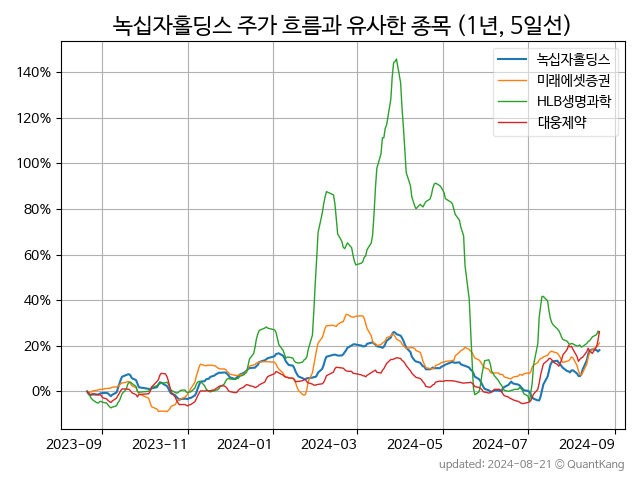 녹십자홀딩스 주가 흐름과 유사한 종목 (1년, 5일선)
녹십자홀딩스
미래에셋증권
HLB생명과학
대웅제약
140%
120%
100%
80%
60%
40%
20%
0%
2023-09 2023-11 2024-01 2024-03 2024-05 2024-07 2024-09
updated: 2024-08-21 © QuantKang